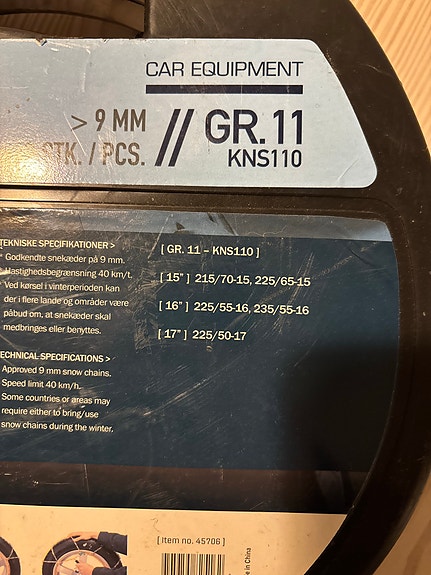 CAR EQUIPMENT
> 9 MM // GR. 11
STK. / PCS. KNS110
TEKNISKE SPECIFIKATIONER >
* Godkendte snekæder på 9 mm.
* Hastighedsbegrænsning 40 km/t.
* Ved kørsel i vinterperioden kan
der i flere lande og områder være
påbud om, at snekæder skal
medbringes eller benyttes.
TECHNICAL SPECIFICATIONS >
Approved 9 mm snow chains.
Speed limit 40 km/h.
Some countries or areas may
require either to bring/use
snow chains during the winter.
[ GR. 11 – KNS110 ]
[ 15” ] 215/70-15, 225/65-15
[ 16” ] 225/55-16, 235/55-16
[ 17” ] 225/50-17
[ Item no. 45706 ]
in China